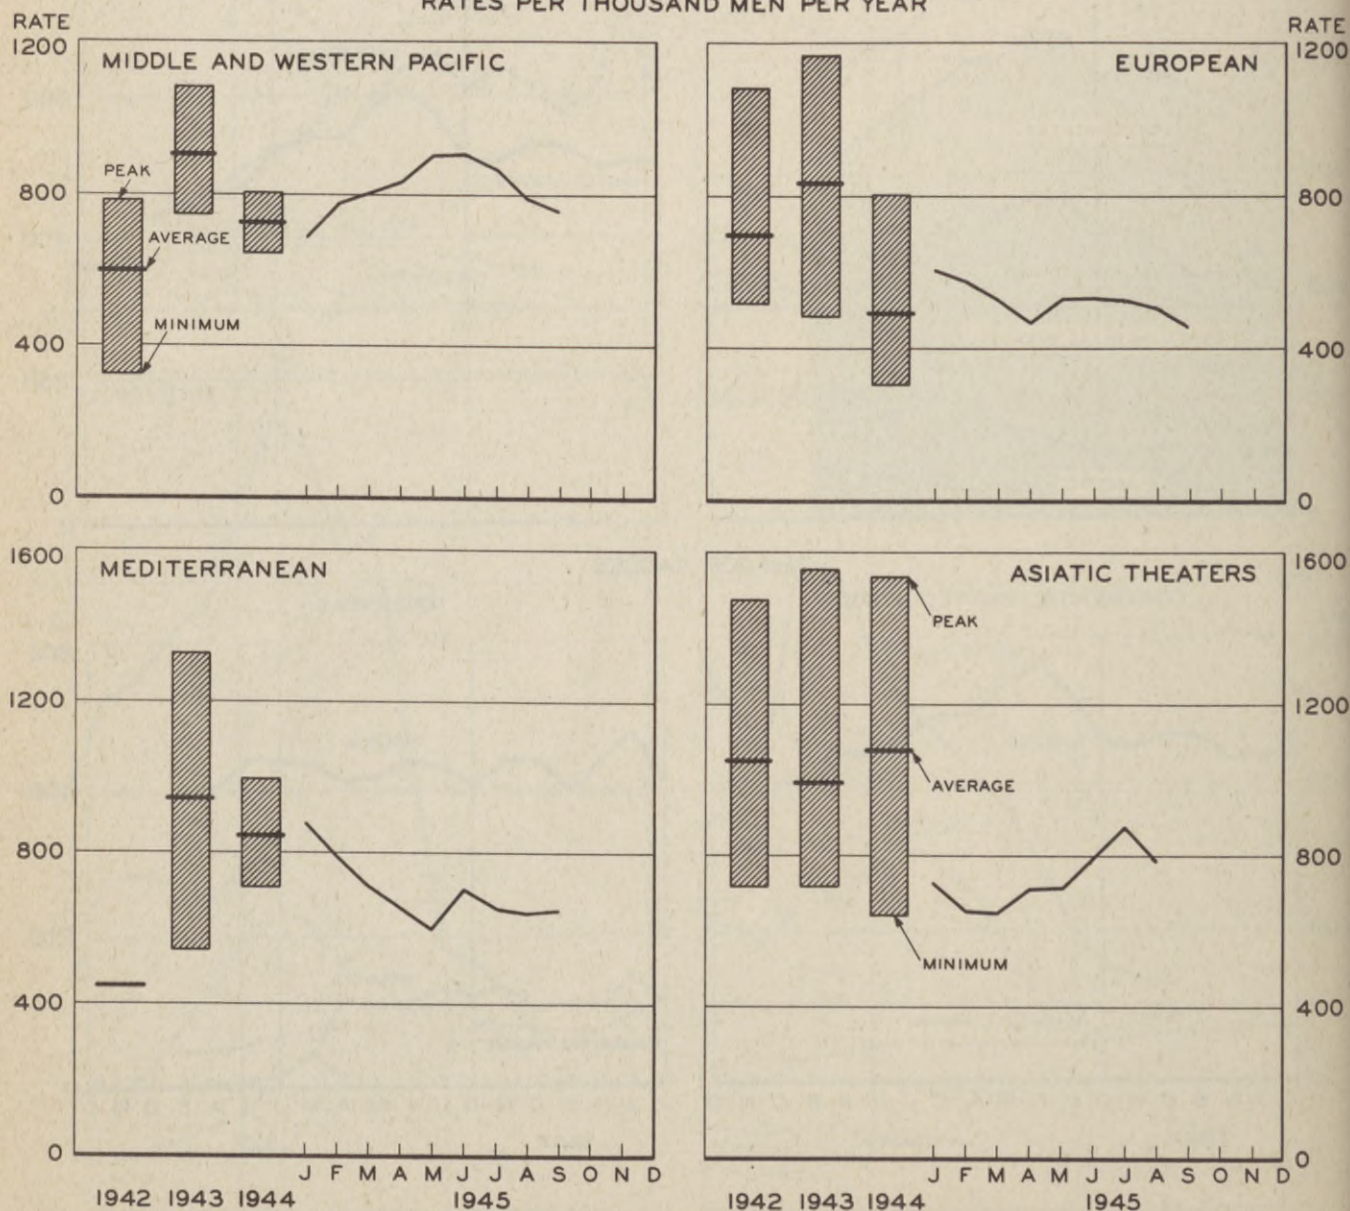 RATES PER THOUSAND MEN PER YEAR
RATE
1200
MIDDLE AND WESTERN PACIFIC
PEAK
800
AVERAGE
MINIMUM
400
0
RATE
1200
EUROPEAN
800
400
0
1600
MEDITERRANEAN
1200
800
400
0
J F M A M J J A S O N D
1942 1943 1944 1945
1600
ASIATIC THEATERS
PEAK
1200
AVERAGE
800
MINIMUM
400
0
J F M A M J J A S O N D
1942 1943 1944 1945